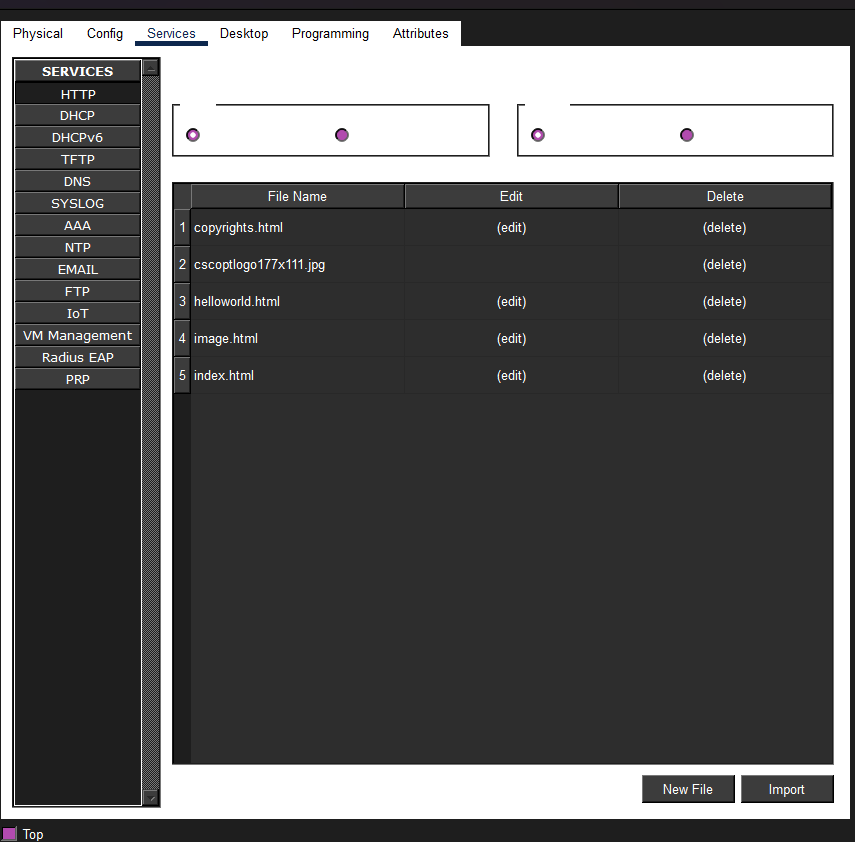 Physical Config Services Desktop Programming Attributes
SERVICES
HTTP
DHCP
DHCPv6
TFTP
DNS
SYSLOG
AAA
NTP
EMAIL
FTP
IoT
VM Management
Radius EAP
PRP
File Name Edit Delete
1 copyrights.html (edit) (delete)
2 cscoptlogo177x111.jpg (delete)
3 helloworld.html (edit) (delete)
4 image.html (edit) (delete)
5 index.html (edit) (delete)
New File Import
Top